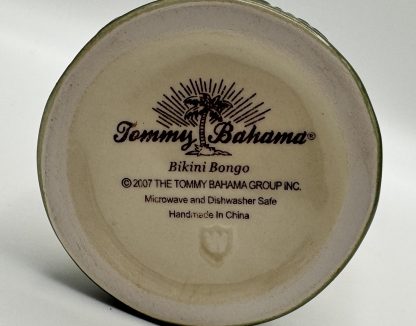 Tommy Bahama®
Bikini Bongo
© 2007 THE TOMMY BAHAMA GROUP INC.
Microwave and Dishwasher Safe
Handmade In China